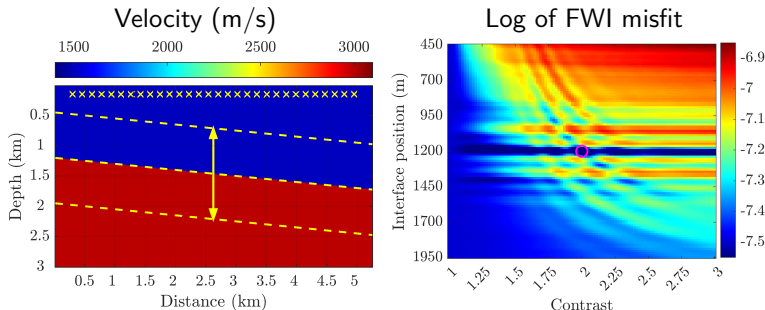 Velocity (m/s)
1500 2000 2500 3000
0.5
1
1.5
2
2.5
3
Depth (km)
0.5 1 1.5 2 2.5 3 3.5 4 4.5 5
Distance (km)
Log of FWI misfit
450
700
950
1200
1450
1700
1950
Interface position (m)
1 1.25 1.5 1.75 2 2.25 2.5 2.75 3
Contrast
-6.9
-7
-7.1
-7.2
-7.3
-7.4
-7.5